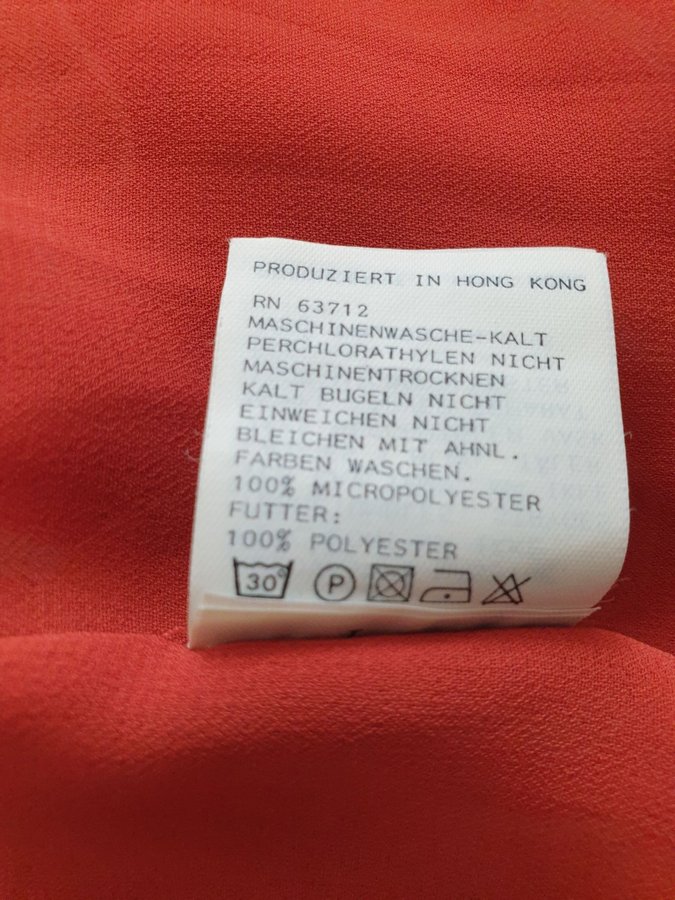 PRODUZIERT IN HONG KONG
RN 63712
MASCHINENWASCHE-KALT
PERCHLORATHYLEN NICHT
MASCHINENTROCKNEN
KALT BUGELN NICHT
EINWEICHEN NICHT
BLEICHEN MIT AHNL.
FARBEN WASCHEN.
100% MICROPOLYESTER
FUTTER:
100% POLYESTER
30° P